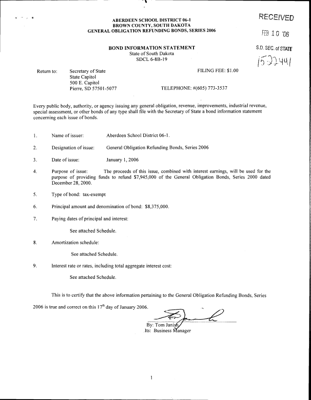 RECEIVED
FEB 10 '06
S.D. SEC. of STATE
1522441
ABERDEEN SCHOOL DISTRICT 06-1
BROWN COUNTY, SOUTH DAKOTA
GENERAL OBLIGATION REFUNDING BONDS, SERIES 2006
BOND INFORMATION STATEMENT
State of South Dakota
SDCL 6-8B-19
Return to: Secretary of State FILING FEE: $1.00
State Capitol
500 E. Capitol
Pierre, SD 57501-5077 TELEPHONE: #(605) 773-3537
Every public body, authority, or agency issuing any general obligation, revenue, improvements, industrial revenue,
special assessment, or other bonds of any type shall file with the Secretary of State a bond information statement
concerning each issue of bonds.
1. Name of issuer: Aberdeen School District 06-1.
2. Designation of issue: General Obligation Refunding Bonds, Series 2006
3. Date of issue: January 1, 2006
4. Purpose of issue: The proceeds of this issue, combined with interest earnings, will be used for the
purpose of providing funds to refund $7,945,000 of the General Obligation Bonds, Series 2000 dated
December 28, 2000.
5. Type of bond: tax-exempt
6. Principal amount and denomination of bond: $8,375,000.
7. Paying dates of principal and interest:
See attached Schedule.
8. Amortization schedule:
See attached Schedule.
9. Interest rate or rates, including total aggregate interest cost:
See attached Schedule.
This is to certify that the above information pertaining to the General Obligation Refunding Bonds, Series
2006 is true and correct on this 17th day of January 2006.
By: Tom Janish
Its: Business Manager
1